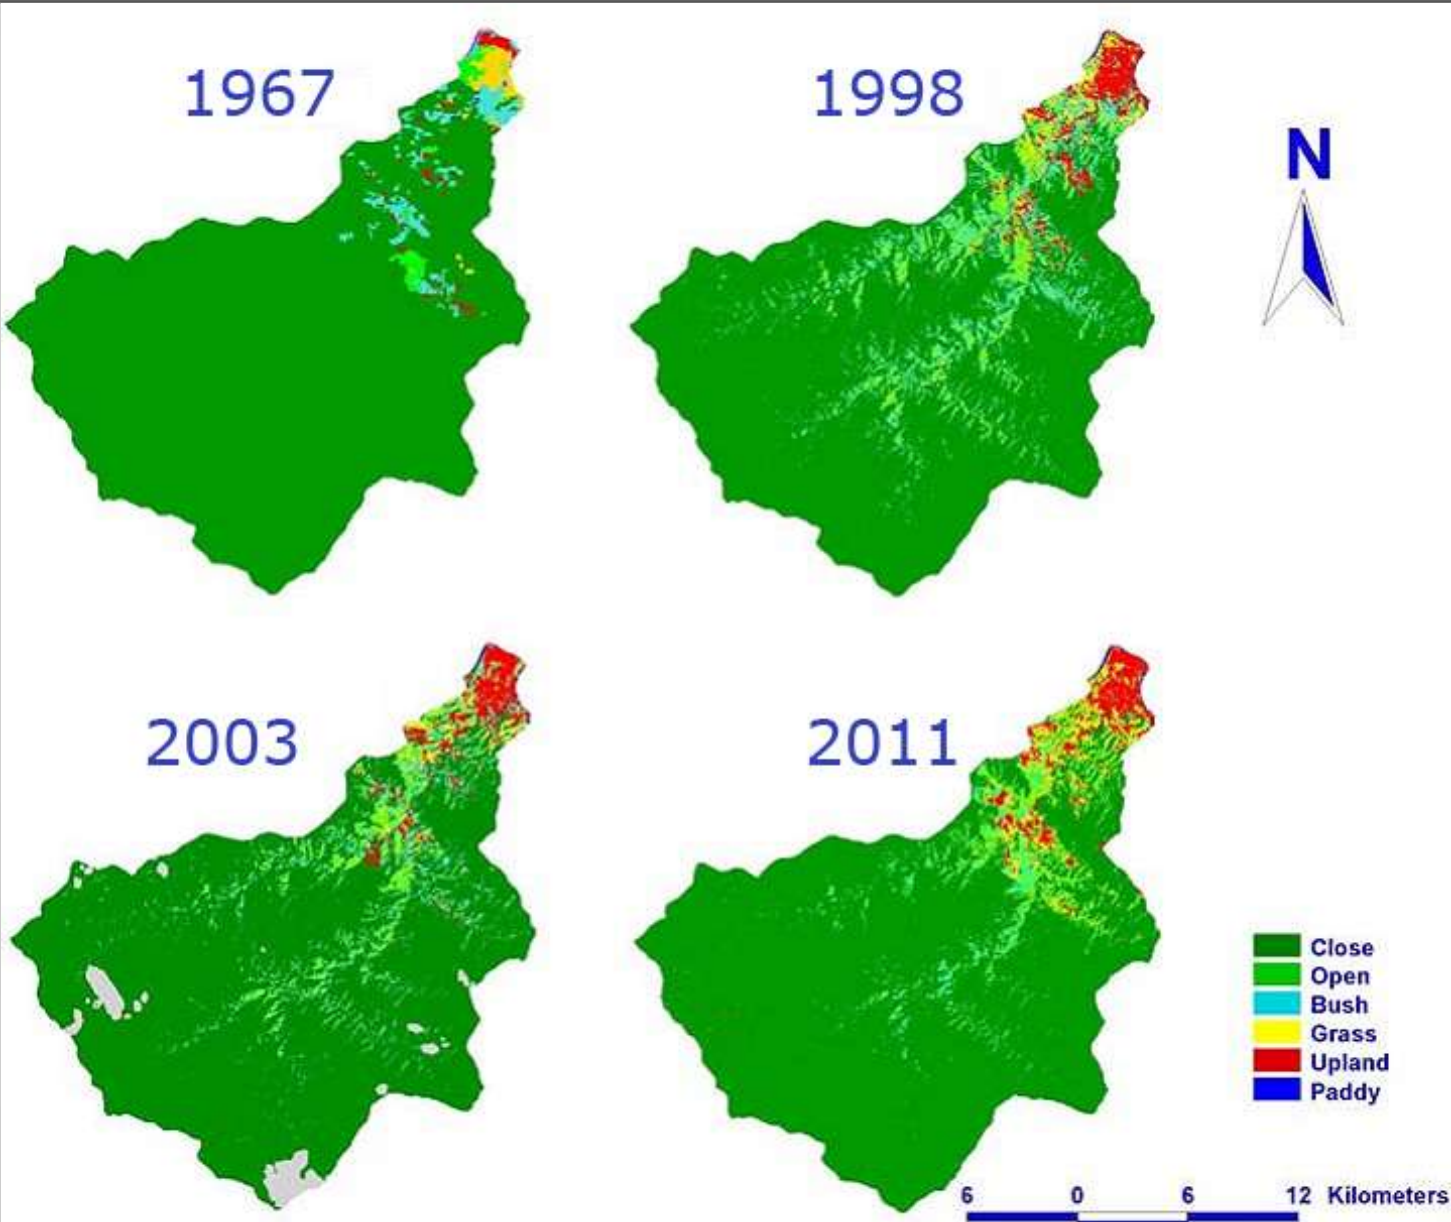 1967
1998
N
2003
2011
Close
Open
Bush
Grass
Upland
Paddy
6 0 6 12 Kilometers